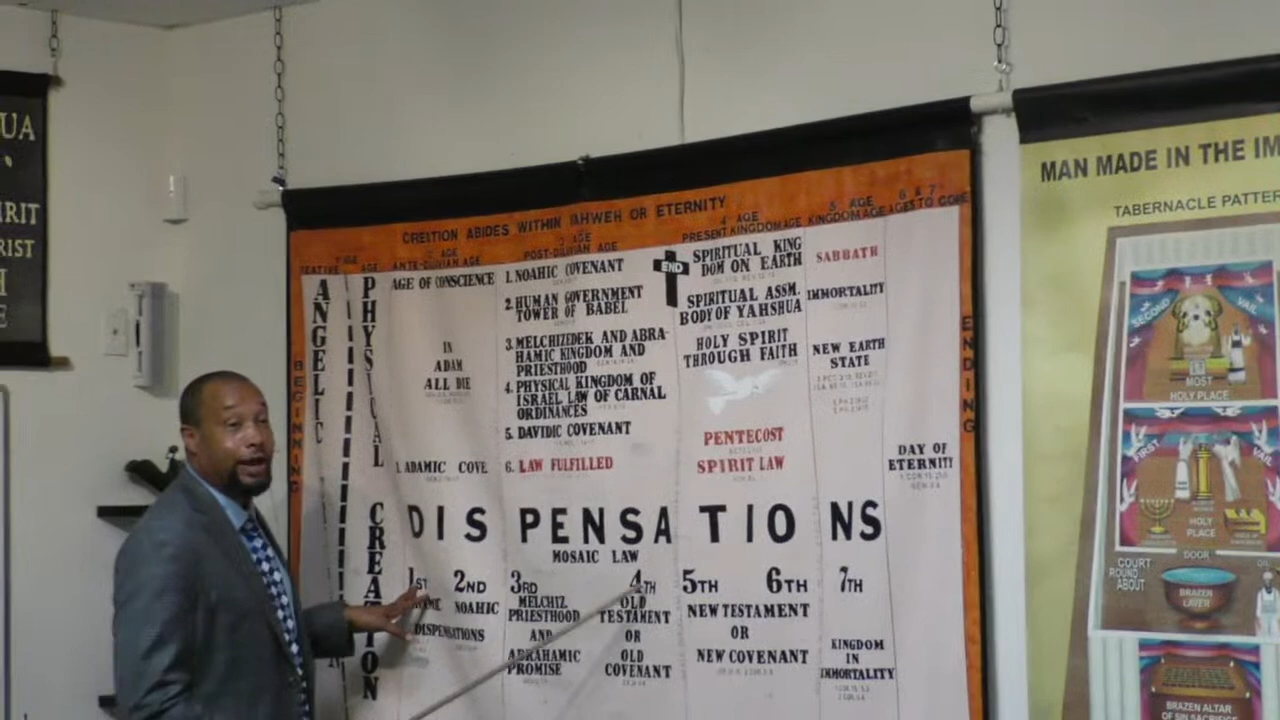 UA
IRIT
RIST
H
E
CREATION ABIDES WITHIN IAHWEH OR ETERNITY
AGE
ANTE-DILUVIAN AGE
POST-DILUVIAN AGE
4 AGE
PRESENT KINGDOM AGE
5 AGE
KINGDOM AGE
6 & 7
AGES TO COME
BEGINNING
ANGELIC
PHYSICAL CREATION
AGE OF CONSCIENCE
IN
ADAM
ALL DIE
1. ADAMIC COVE
1. NOAHIC COVENANT
2. HUMAN GOVERNMENT
TOWER OF BABEL
3. MELCHIZEDEK AND ABRA-
HAMIC KINGDOM AND
PRIESTHOOD
4. PHYSICAL KINGDOM OF
ISRAEL LAW OF CARNAL
ORDINANCES
5. DAVIDIC COVENANT
6. LAW FULFILLED
END
SPIRITUAL KING
DOM ON EARTH
SPIRITUAL ASSM.
BODY OF YAHSHUA
HOLY SPIRIT
THROUGH FAITH
PENTECOST
SPIRIT LAW
SABBATH
IMMORTALITY
NEW EARTH
STATE
DAY OF
ETERNITY
ENDING
DISPENSATIONS
MOSAIC LAW
1ST 2ND 3RD 4TH 5TH 6TH 7TH
NOAHIC
DISPENSATIONS
MELCHIZ
PRIESTHOOD
AND
ABRAHAMIC
PROMISE
OLD
TESTAMENT
OR
OLD
COVENANT
NEW TESTAMENT
OR
NEW COVENANT
KINGDOM
IN
IMMORTALITY
MAN MADE IN THE IM
TABERNACLE PATTER
SECOND VAIL
MOST
HOLY PLACE
FIRST VAIL
HOLY
PLACE
DOOR
COURT
ROUND
ABOUT
BRAZEN
LAVER
BRAZEN ALTAR
OF SIN SACRIFICE